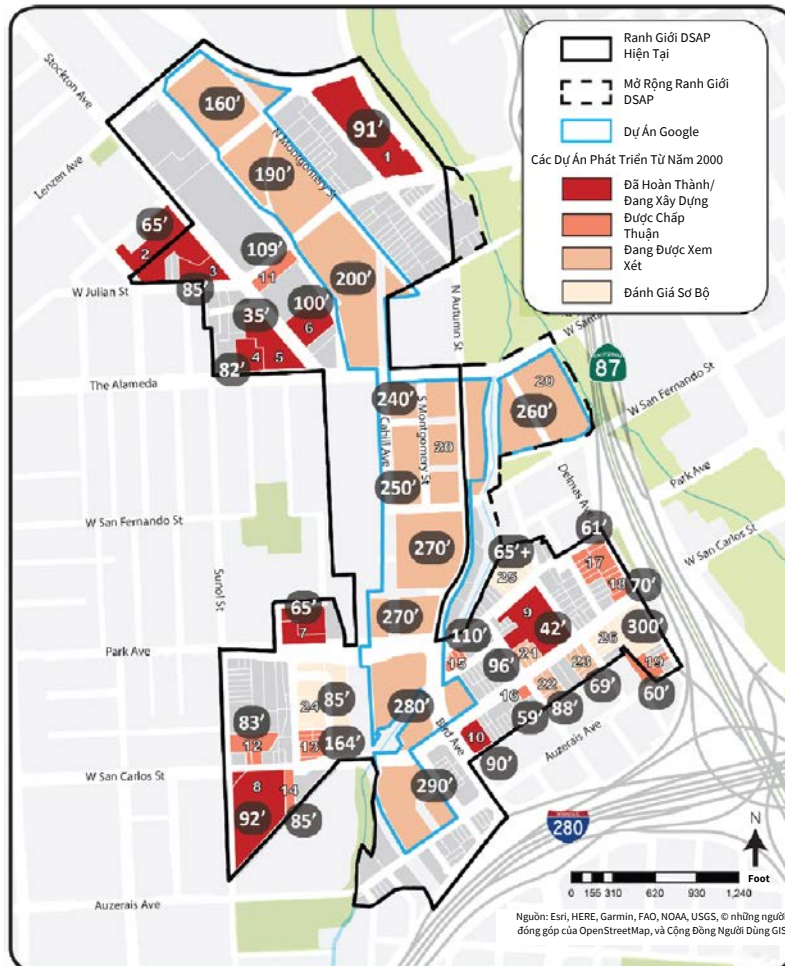 Ranh Giới DSAP
Hiện Tại
Mở Rộng Ranh Giới
DSAP
Dự Án Google
Các Dự Án Phát Triển Từ Năm 2000
Đã Hoàn Thành/
Đang Xây Dựng
Được Chấp
Thuận
Đang Được Xem
Xét
Đánh Giá Sơ Bộ
Stockton Ave
Lenzen Ave
N Montgomery St
160'
91'
1
190'
65'
2
3
109'
11
200'
W Julian St
85'
100'
6
35'
N Autumn St
W Santa
87
82'
4
5
The Alameda
240'
S Montgomery St
Cahill Ave
20
20
260'
W San Fernando St
Park Ave
250'
Delmas Ave
W San Fernando St
W San Carlos St
270'
65'+
25
61'
17
18
70'
Sunol St
65'
7
270'
9
42'
110'
15
96'
21
26
300'
19
Park Ave
60'
23
69'
22
88'
16
59'
24
85'
280'
83'
12
13
164'
Bird Ave
10
90'
Auzerais Ave
W San Carlos St
8
14
92'
85'
290'
280
N
Foot
0 155 310 620 930 1,240
Auzerais Ave
Nguồn: Esri, HERE, Garmin, FAO, NOAA, USGS, © những người
đóng góp của OpenStreetMap, và Cộng Đồng Người Dùng GIS